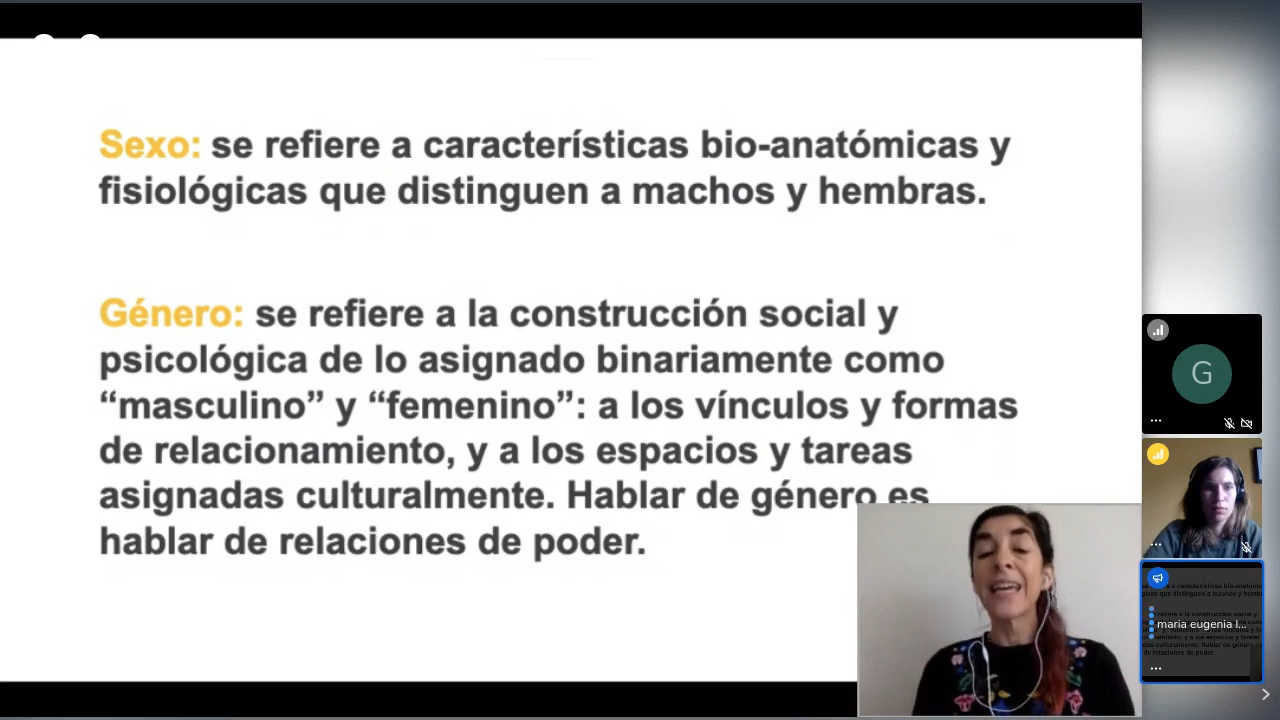 Sexo: se refiere a características bio-anatómicas y
fisiológicas que distinguen a machos y hembras.
Género: se refiere a la construcción social y
psicológica de lo asignado binariamente como
“masculino” y “femenino”: a los vínculos y formas
de relacionamiento, y a los espacios y tareas
asignadas culturalmente. Hablar de género es
hablar de relaciones de poder.
G
maria eugenia l...